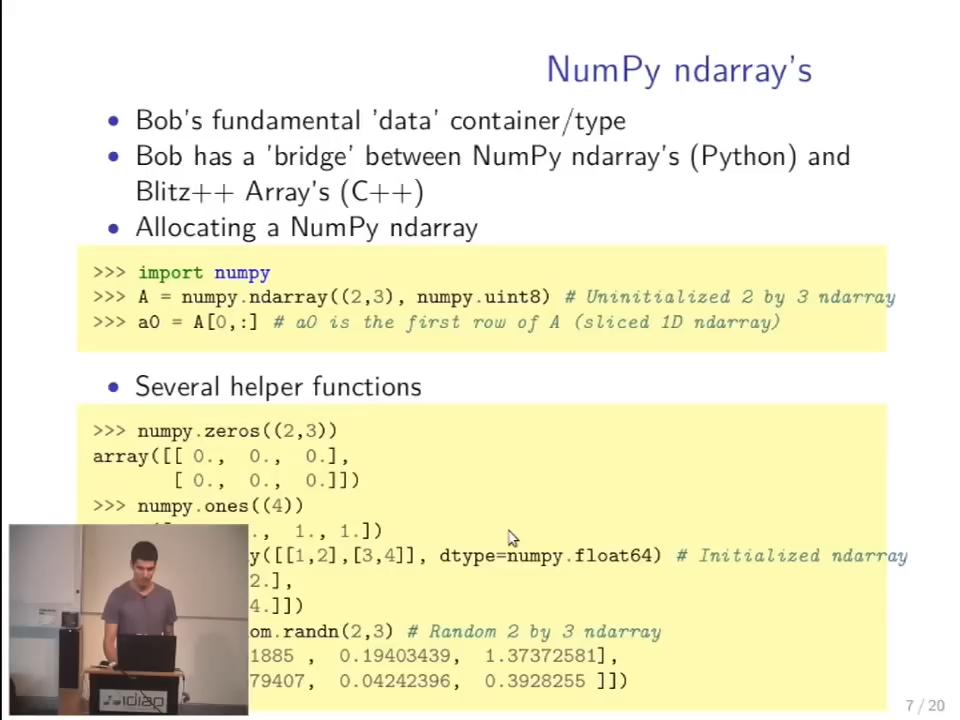 NumPy ndarray's
• Bob's fundamental 'data' container/type
• Bob has a 'bridge' between NumPy ndarray's (Python) and
Blitz++ Array's (C++)
• Allocating a NumPy ndarray
>>> import numpy
>>> A = numpy.ndarray((2,3), numpy.uint8) # Uninitialized 2 by 3 ndarray
>>> a0 = A[0,:] # a0 is the first row of A (sliced 1D ndarray)
• Several helper functions
>>> numpy.zeros((2,3))
array([[ 0., 0., 0.],
[ 0., 0., 0.]])
>>> numpy.ones((4))
., 1., 1.])
y([[1,2],[3,4]], dtype=numpy.float64) # Initialized ndarray
2.],
4.]])
om.randn(2,3) # Random 2 by 3 ndarray
1885 , 0.19403439, 1.37372581],
79407, 0.04242396, 0.3928255 ]])
idiap
7 / 20